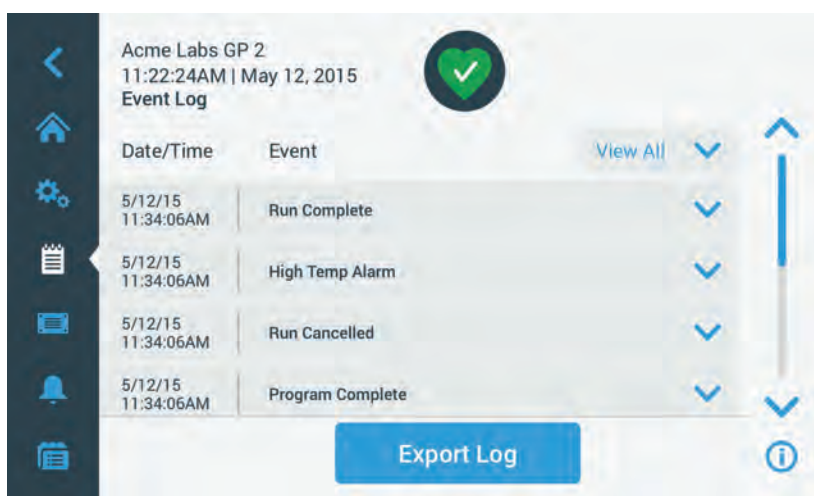 Acme Labs GP 2
11:22:24AM | May 12, 2015
Event Log
Date/Time Event View All
5/12/15
11:34:06AM
Run Complete
5/12/15
11:34:06AM
High Temp Alarm
5/12/15
11:34:06AM
Run Cancelled
5/12/15
11:34:06AM
Program Complete
Export Log